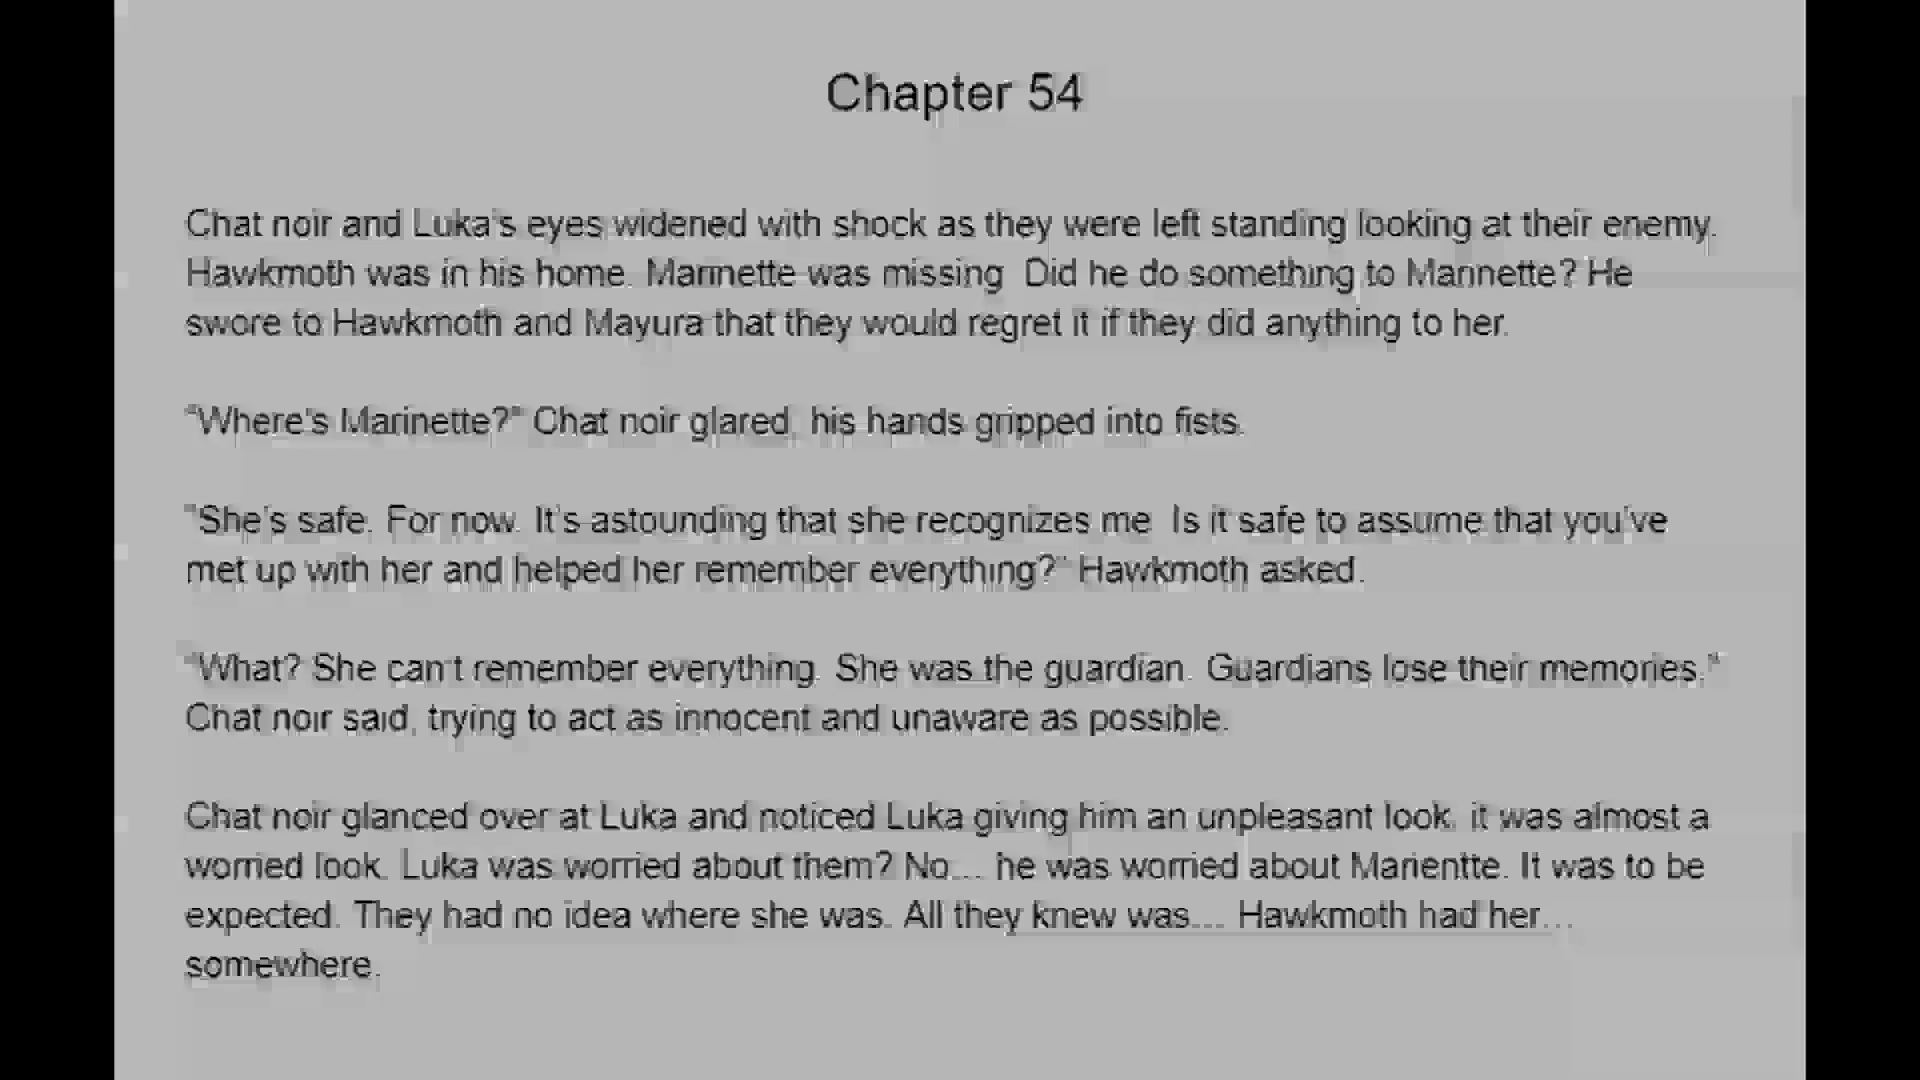 Chapter 54
Chat noir and Luka's eyes widened with shock as they were left standing looking at their enemy.
Hawkmoth was in his home. Marinette was missing. Did he do something to Marinette? He
swore to Hawkmoth and Mayura that they would regret it if they did anything to her.
"Where's Marinette?" Chat noir glared, his hands gripped into fists.
"She's safe. For now. It's astounding that she recognizes me. Is it safe to assume that you've
met up with her and helped her remember everything?" Hawkmoth asked.
"What? She can't remember everything. She was the guardian. Guardians lose their memories."
Chat noir said, trying to act as innocent and unaware as possible.
Chat noir glanced over at Luka and noticed Luka giving him an unpleasant look. it was almost a
worried look. Luka was worried about them? No... he was worried about Marientte. It was to be
expected. They had no idea where she was. All they knew was... Hawkmoth had her...
somewhere.